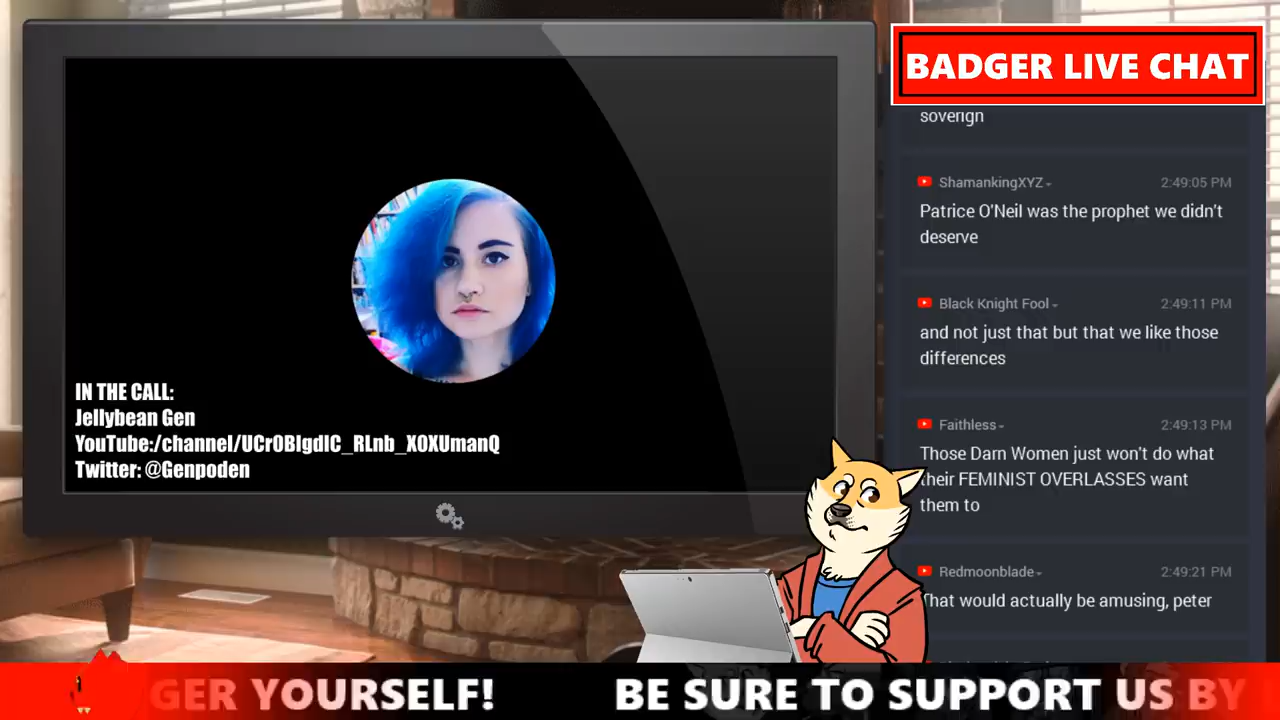 BADGER LIVE CHAT
soverign
ShamankingXYZ 2:49:05 PM
Patrice O'Neil was the prophet we didn't
deserve
Black Knight Fool 2:49:11 PM
and not just that but that we like those
differences
Faithless 2:49:13 PM
Those Darn Women just won't do what
their FEMINIST OVERLASSES want
them to
Redmoonblade 2:49:21 PM
That would actually be amusing, peter
IN THE CALL:
Jellybean Gen
YouTube:/channel/UCr0BIgdIC_RLnb_XOXUmanQ
Twitter: @Genpoden
GER YOURSELF! BE SURE TO SUPPORT US BY